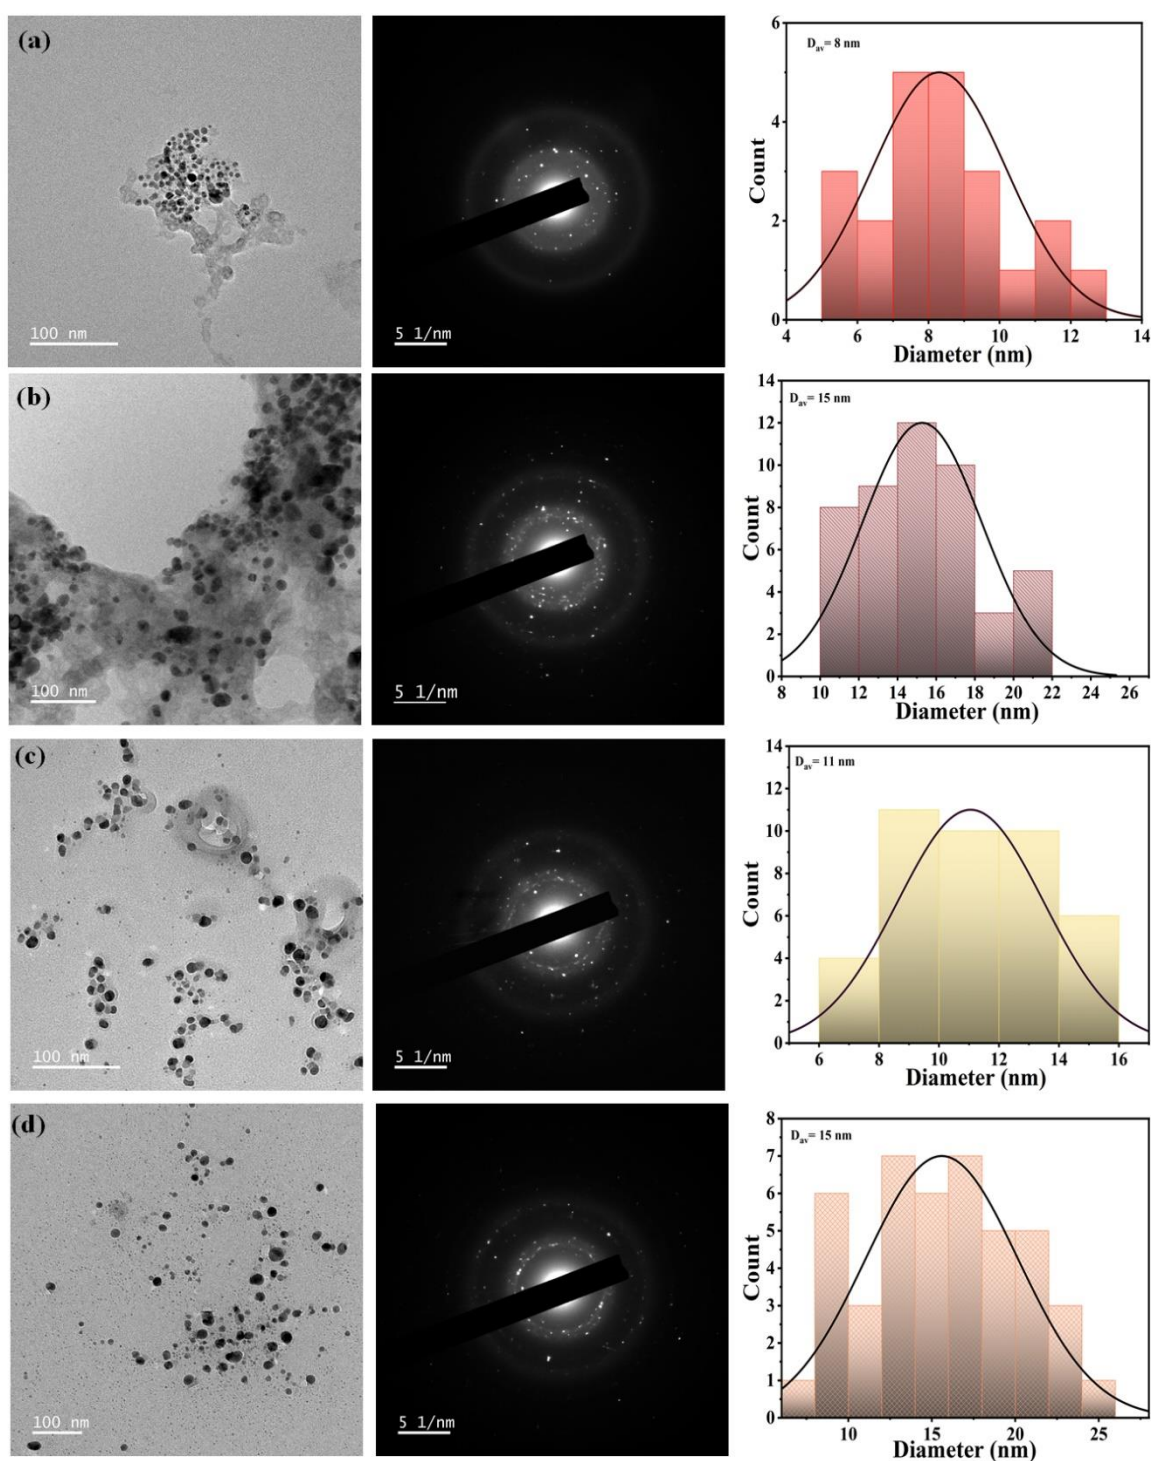 (a)
100 nm
5 1/nm
D_av= 8 nm
Count
6
4
2
0
4 6 8 10 12 14
Diameter (nm)
(b)
100 nm
5 1/nm
D_av= 15 nm
Count
14
12
10
8
6
4
2
0
8 10 12 14 16 18 20 22 24 26
Diameter (nm)
(c)
100 nm
5 1/nm
D_av= 11 nm
Count
14
12
10
8
6
4
2
0
6 8 10 12 14 16
Diameter (nm)
(d)
100 nm
5 1/nm
D_av= 15 nm
Count
8
7
6
5
4
3
2
1
0
10 15 20 25
Diameter (nm)